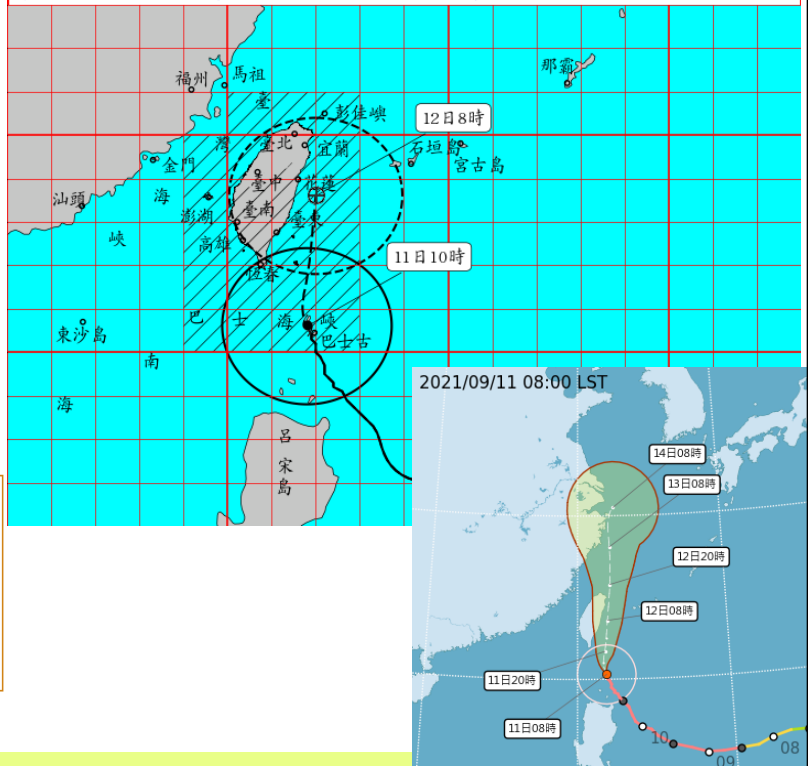 那霸
福州
馬祖
臺
彭佳嶼
12日8時
灣
臺北
宜蘭
石垣島
宮古島
金門
臺中
花蓮
汕頭
海
澎湖
臺南
臺東
峽
高雄
11日10時
恆春
巴
士
海
峽
東沙島
巴士古
南
海
呂
宋
島
2021/09/11 08:00 LST
14日08時
13日08時
12日20時
12日08時
11日20時
11日08時
10
09
08